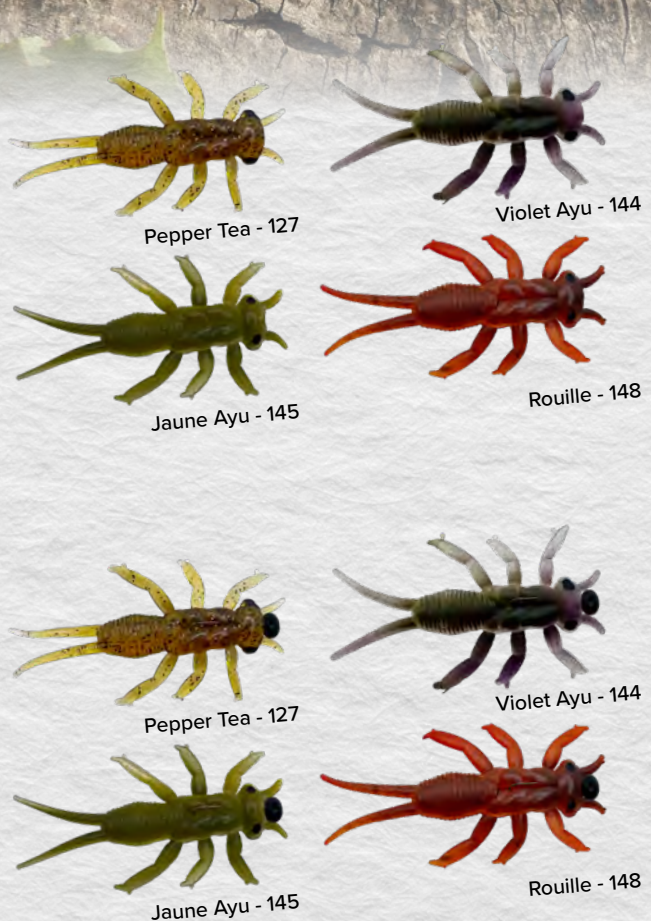 Pepper Tea - 127
Violet Ayu - 144
Jaune Ayu - 145
Rouille - 148
Pepper Tea - 127
Violet Ayu - 144
Jaune Ayu - 145
Rouille - 148